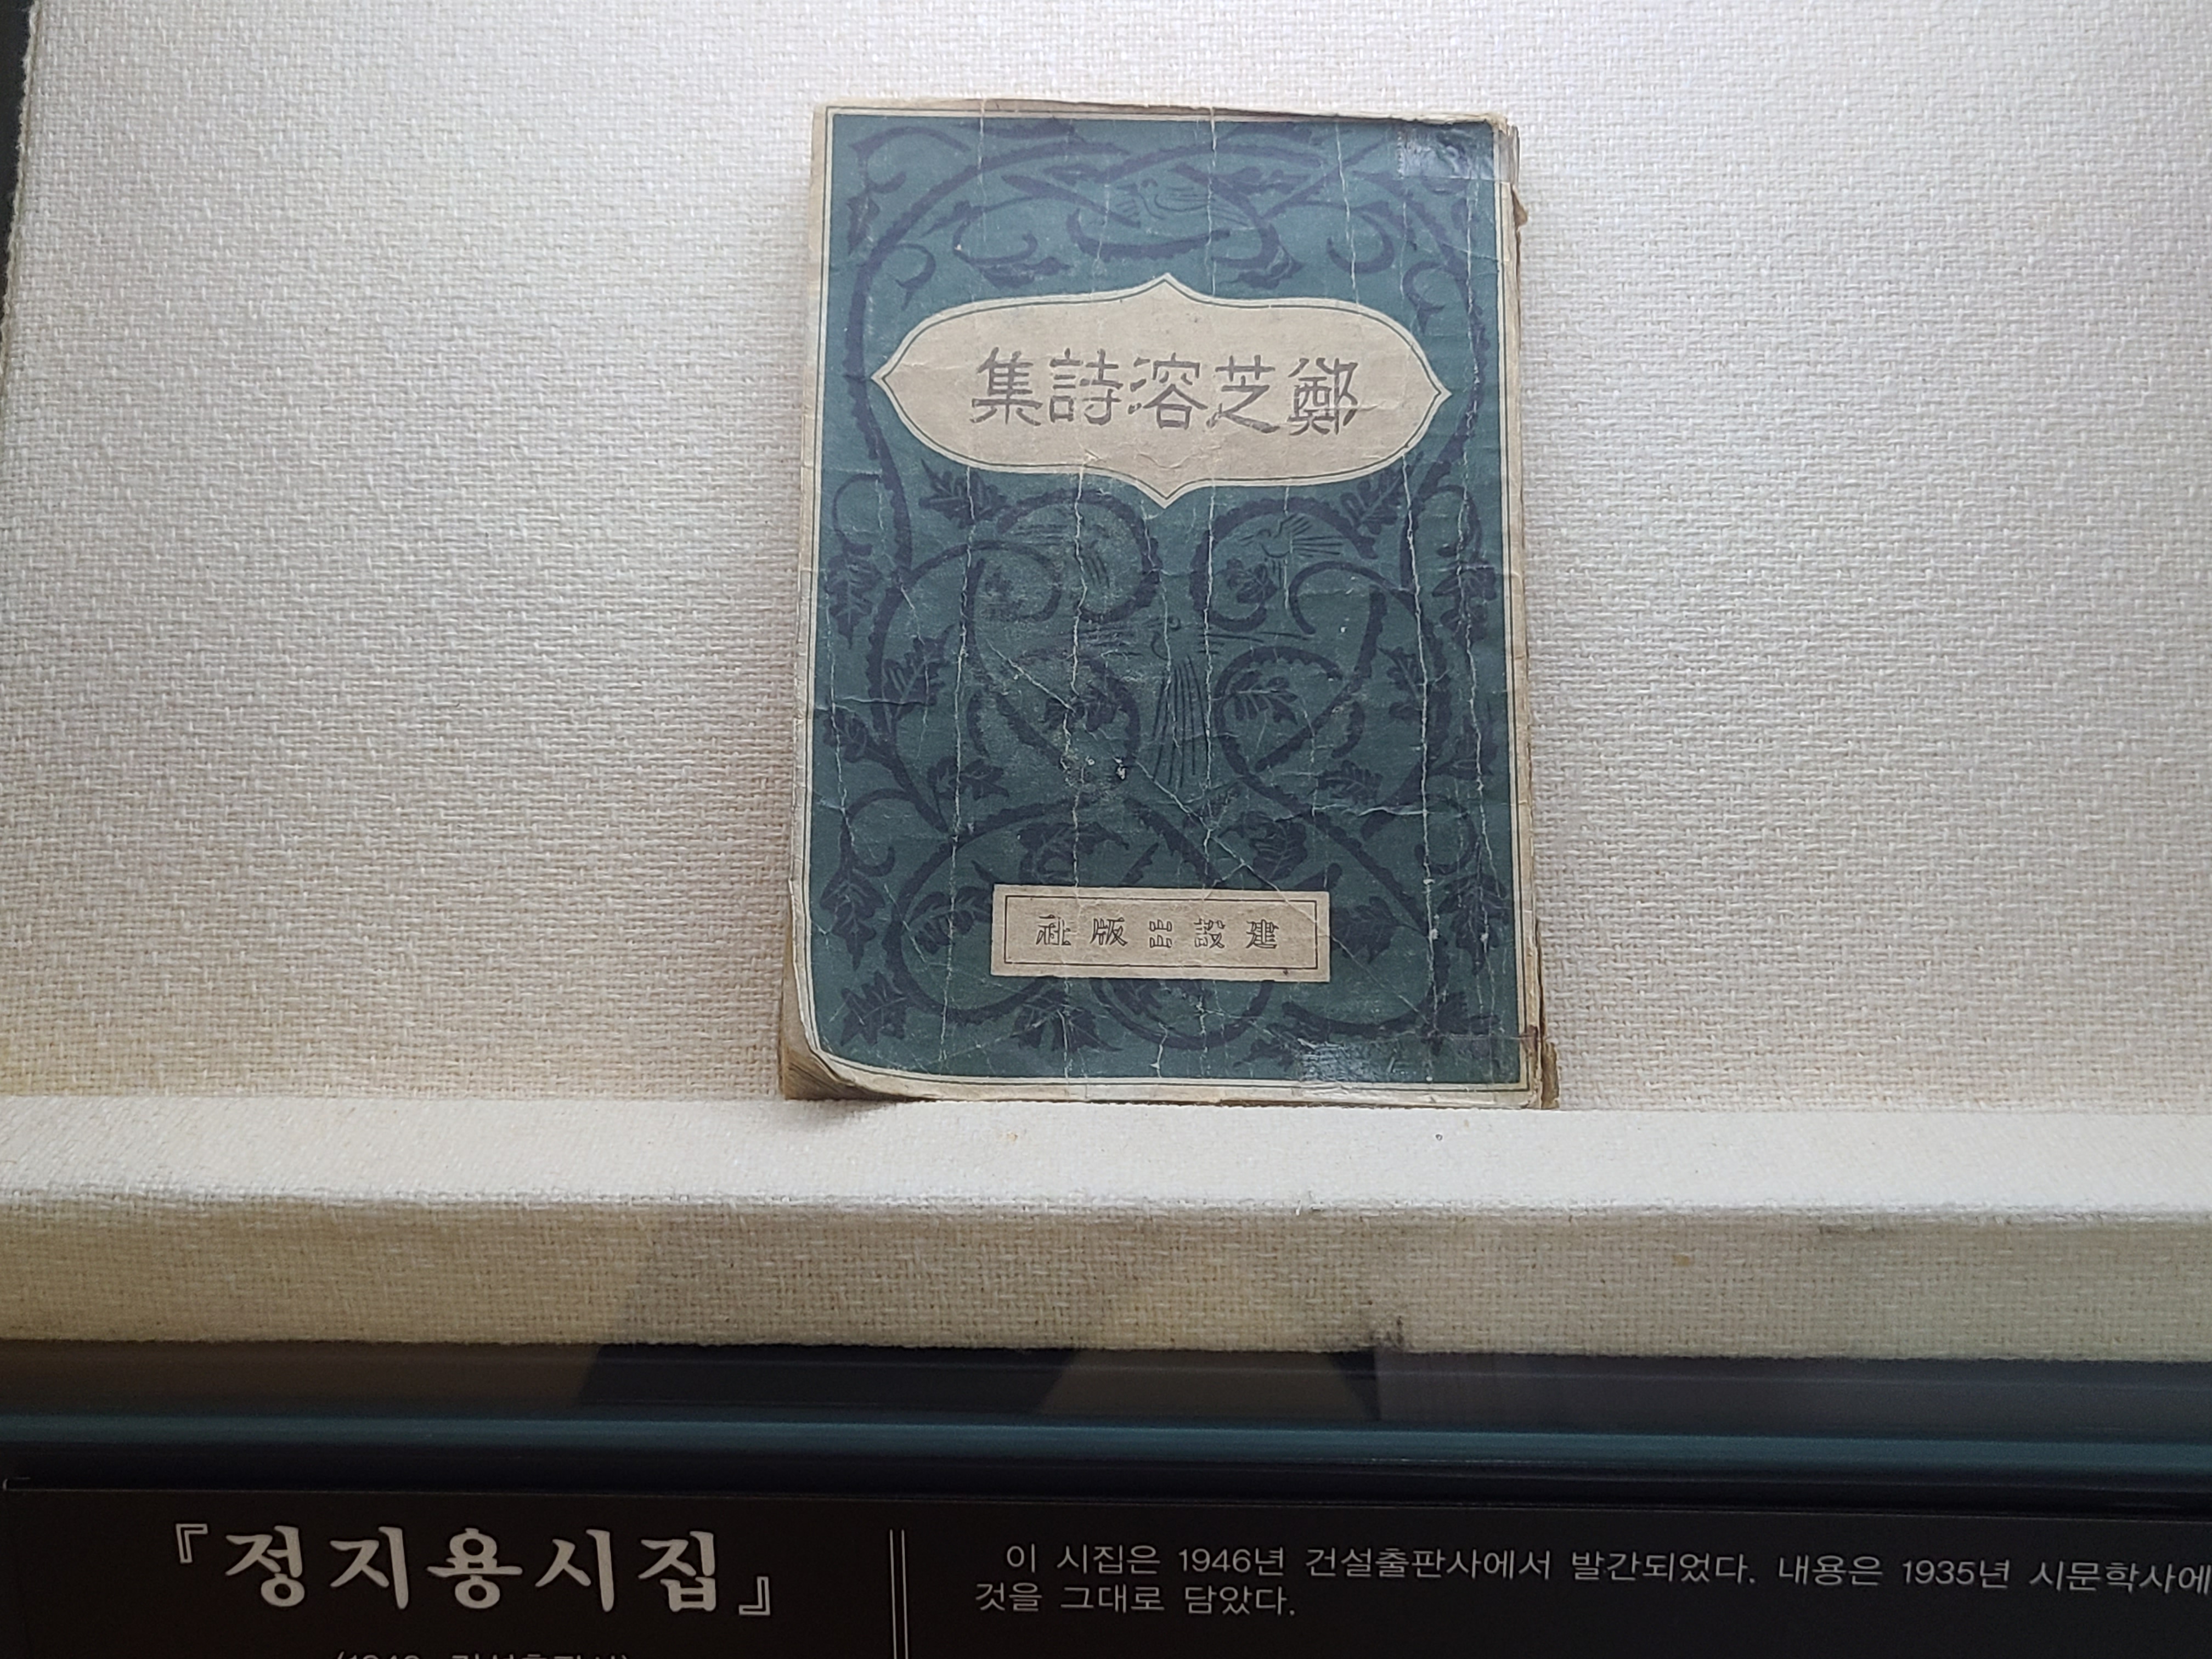 鄭芝溶詩集
建設出版社
『정지용시집』
이 시집은 1946년 건설출판사에서 발간되었다. 내용은 1935년 시문학사에
것을 그대로 담았다.